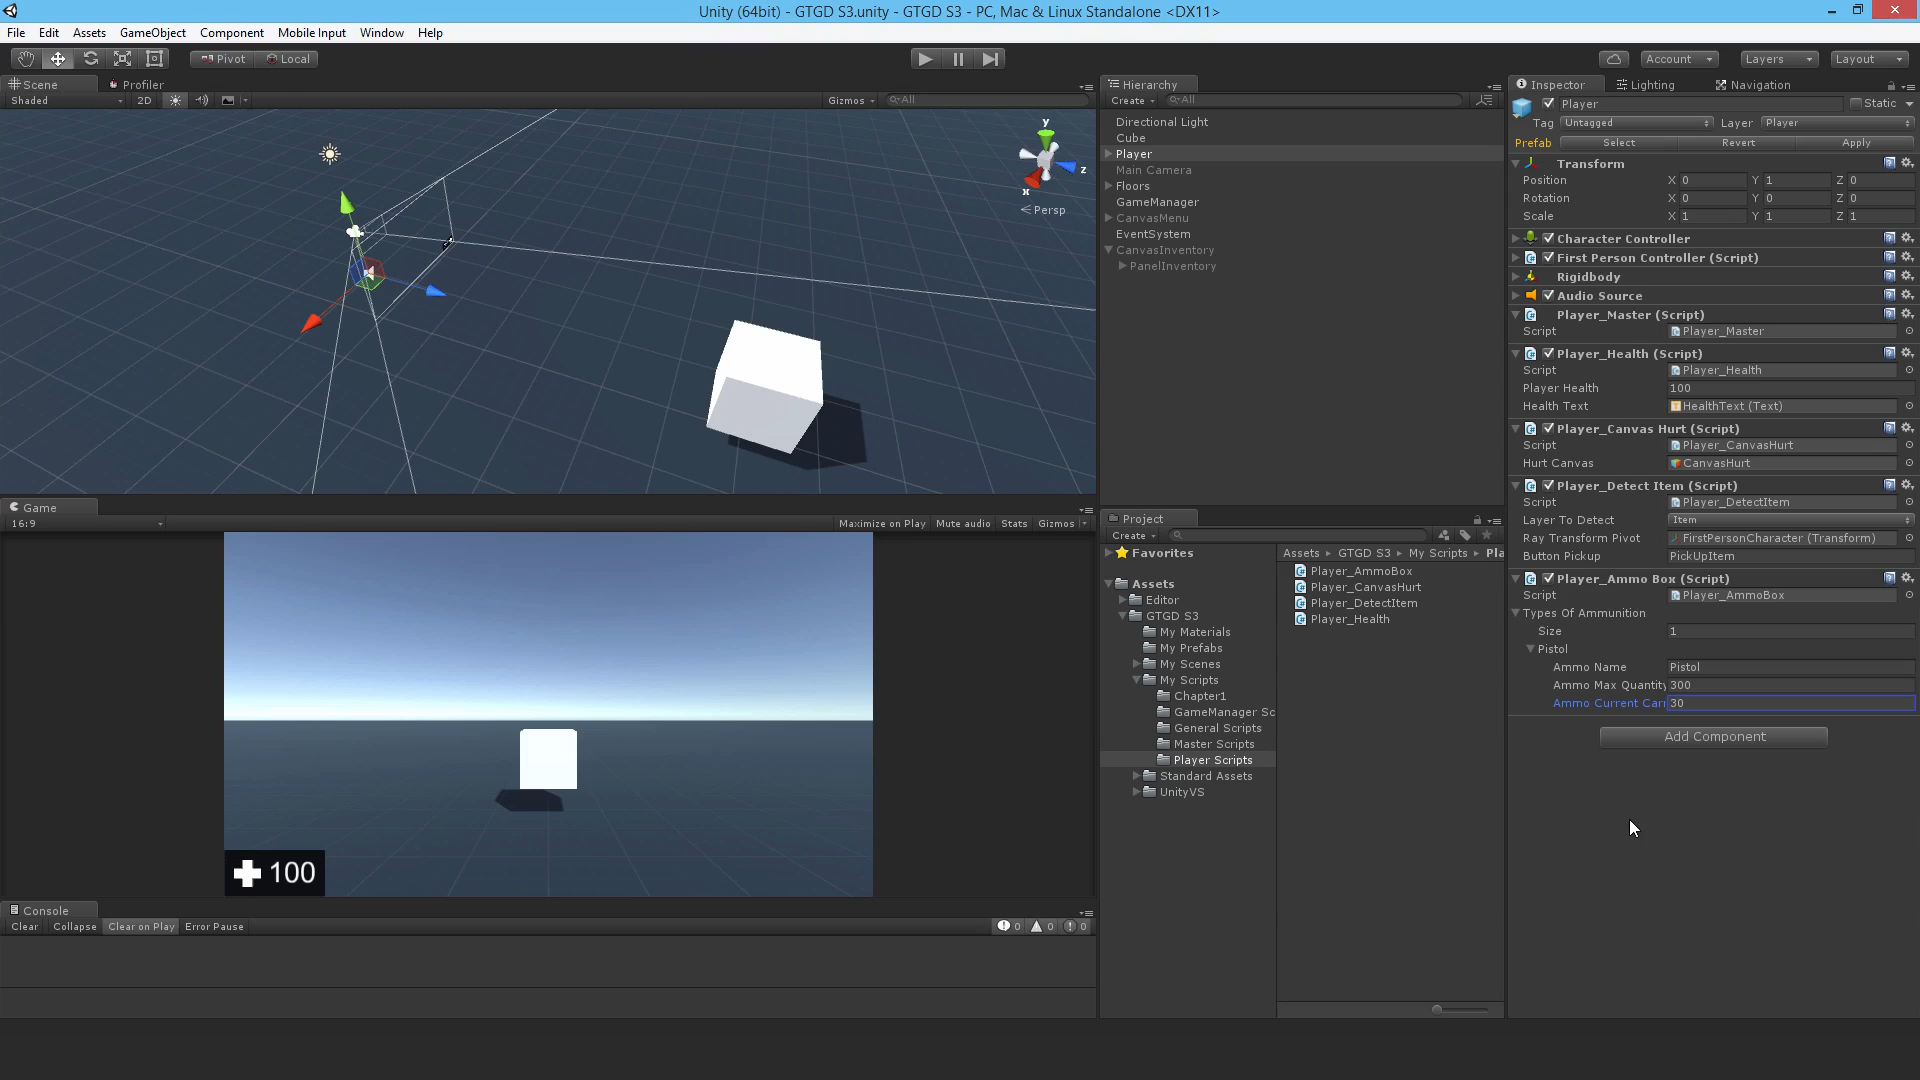 Unity (64bit) - GTGD S3.unity - GTGD S3 - PC, Mac & Linux Standalone <DX11>
File Edit Assets GameObject Component Mobile Input Window Help
Pivot Local Account Layers Layout
Scene Profiler
Shaded 2D Gizmos All
y
z
x
Persp
Game
16:9 Maximize on Play Mute audio Stats Gizmos
100
Console
Clear Collapse Clear on Play Error Pause 0 0 0
Hierarchy
Create All
Directional Light
Cube
Player
Main Camera
Floors
GameManager
CanvasMenu
EventSystem
CanvasInventory
PanelInventory
Project
Create
Favorites
Assets
Editor
GTGD S3
My Materials
My Prefabs
My Scenes
My Scripts
Chapter1
GameManager Sc
General Scripts
Master Scripts
Player Scripts
Standard Assets
UnityVS
Assets GTGD S3 My Scripts Pla
Player_AmmoBox
Player_CanvasHurt
Player_DetectItem
Player_Health
Inspector Lighting Navigation
Player Static
Tag Untagged Layer Player
Prefab Select Revert Apply
Transform
Position X 0 Y 1 Z 0
Rotation X 0 Y 0 Z 0
Scale X 1 Y 1 Z 1
Character Controller
First Person Controller (Script)
Rigidbody
Audio Source
Player_Master (Script)
Script Player_Master
Player_Health (Script)
Script Player_Health
Player Health 100
Health Text HealthText (Text)
Player_Canvas Hurt (Script)
Script Player_CanvasHurt
Hurt Canvas CanvasHurt
Player_Detect Item (Script)
Script Player_DetectItem
Layer To Detect Item
Ray Transform Pivot FirstPersonCharacter (Transform)
Button Pickup PickUpItem
Player_Ammo Box (Script)
Script Player_AmmoBox
Types Of Ammunition
Size 1
Pistol
Ammo Name Pistol
Ammo Max Quantity 300
Ammo Current Carr 30
Add Component